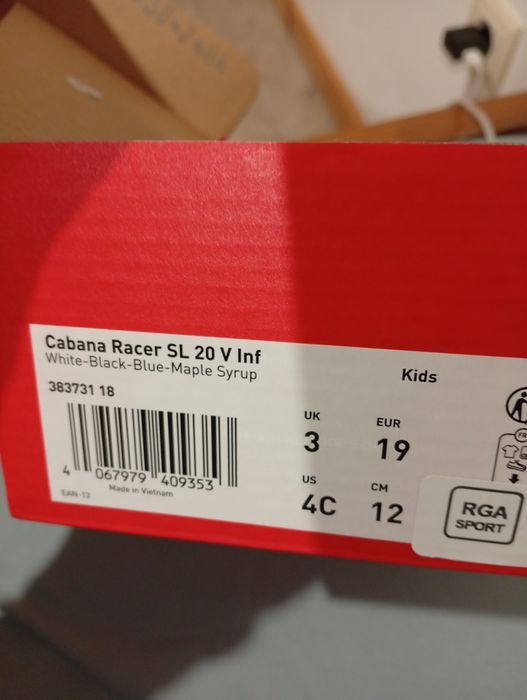 Cabana Racer SL 20 V Inf
White-Black-Blue-Maple Syrup
383731 18
4 067979 409353
EAN-13
Made in Vietnam
Kids
UK
3
EUR
19
US
4C
CM
12
RGA
SPORT